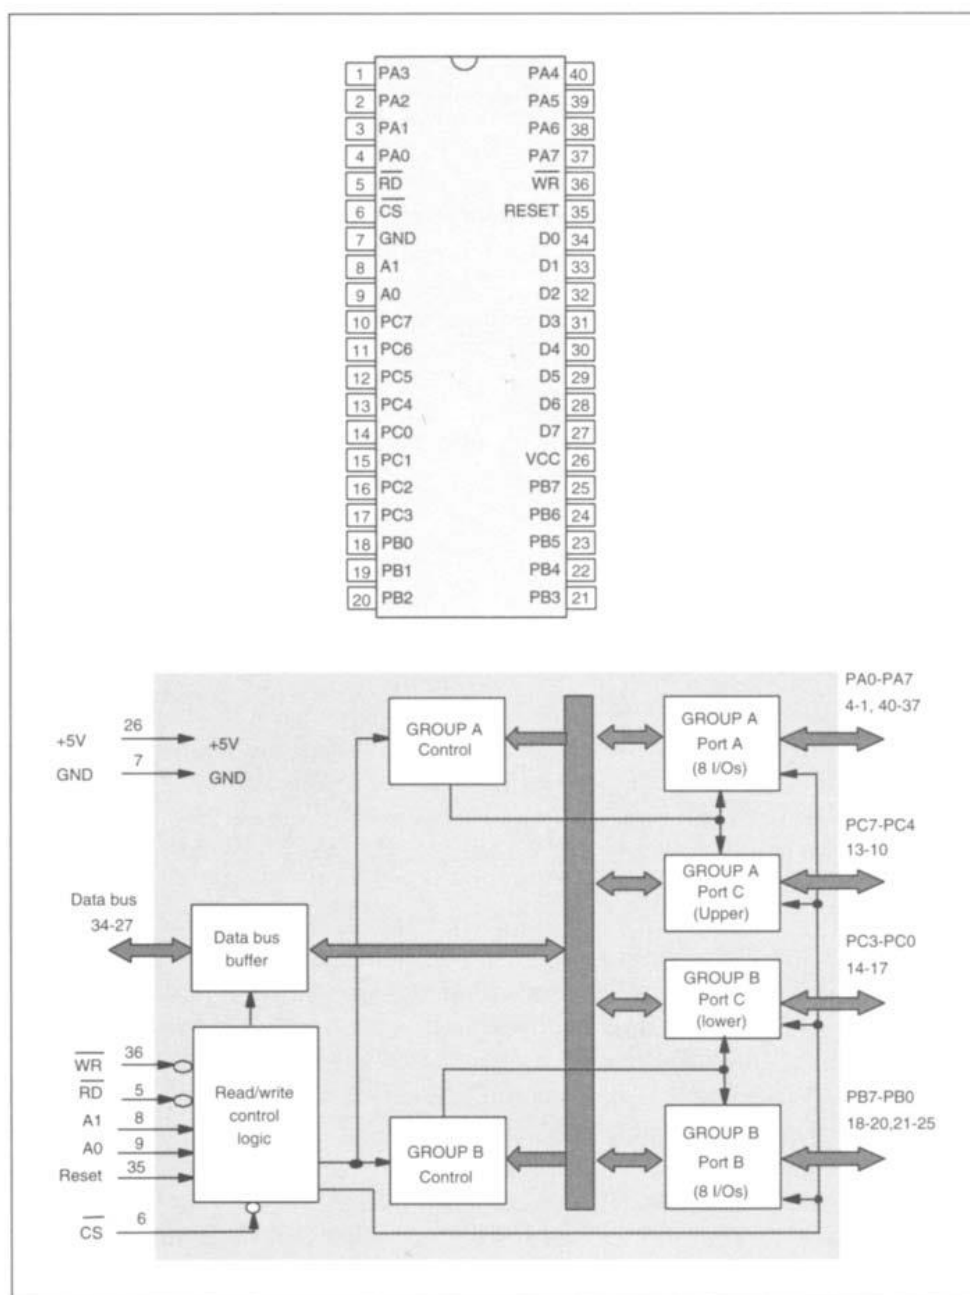 1 PA3 PA4 40
2 PA2 PA5 39
3 PA1 PA6 38
4 PA0 PA7 37
5 R̅D̅ W̅R̅ 36
6 C̅S̅ RESET 35
7 GND D0 34
8 A1 D1 33
9 A0 D2 32
10 PC7 D3 31
11 PC6 D4 30
12 PC5 D5 29
13 PC4 D6 28
14 PC0 D7 27
15 PC1 VCC 26
16 PC2 PB7 25
17 PC3 PB6 24
18 PB0 PB5 23
19 PB1 PB4 22
20 PB2 PB3 21
+5V 26 +5V
GND 7 GND
GROUP A
Control
GROUP A
Port A
(8 I/Os)
PA0-PA7
4-1, 40-37
GROUP A
Port C
(Upper)
PC7-PC4
13-10
Data bus
34-27
Data bus
buffer
GROUP B
Port C
(lower)
PC3-PC0
14-17
W̅R̅ 36
R̅D̅ 5
A1 8
A0 9
Reset 35
C̅S̅ 6
Read/write
control
logic
GROUP B
Control
GROUP B
Port B
(8 I/Os)
PB7-PB0
18-20,21-25